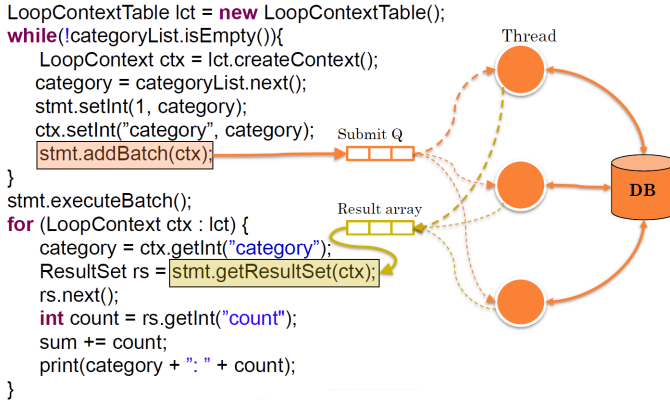 LoopContextTable lct = new LoopContextTable();
while(!categoryList.isEmpty()){
LoopContext ctx = lct.createContext();
category = categoryList.next();
stmt.setInt(1, category);
ctx.setInt(”category”, category);
stmt.addBatch(ctx);
}
stmt.executeBatch();
for (LoopContext ctx : lct) {
category = ctx.getInt(”category”);
ResultSet rs = stmt.getResultSet(ctx);
rs.next();
int count = rs.getInt(”count");
sum += count;
print(category + ”: ” + count);
}
Thread
Submit Q
Result array
DB